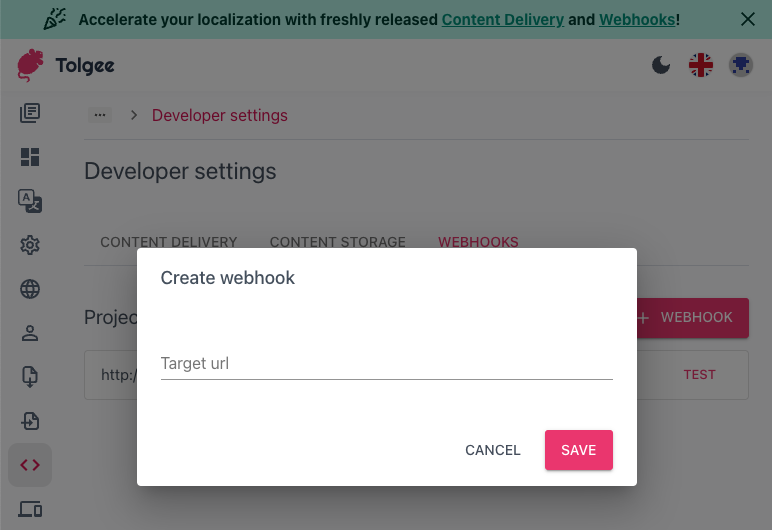 Accelerate your localization with freshly released Content Delivery and Webhooks!
Tolgee
... > Developer settings
Developer settings
CONTENT DELIVERY CONTENT STORAGE WEBHOOKS
Create webhook
Projec + WEBHOOK
Target url
http:/ TEST
CANCEL SAVE